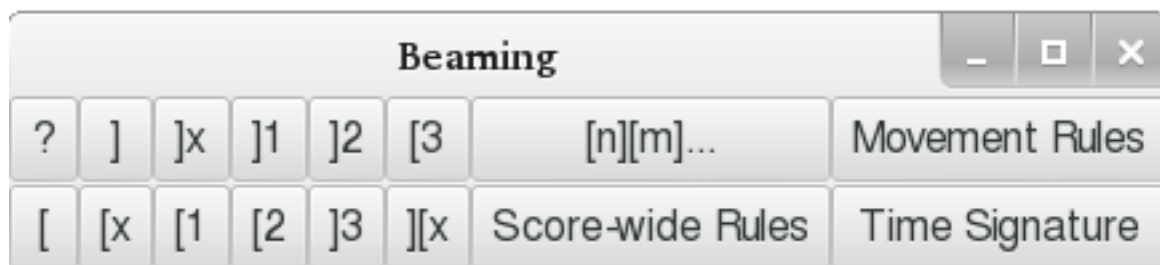 Beaming
? ] ]x ]1 ]2 [3 [n][m]... Movement Rules
[ [x [1 [2 ]3 ][x Score-wide Rules Time Signature